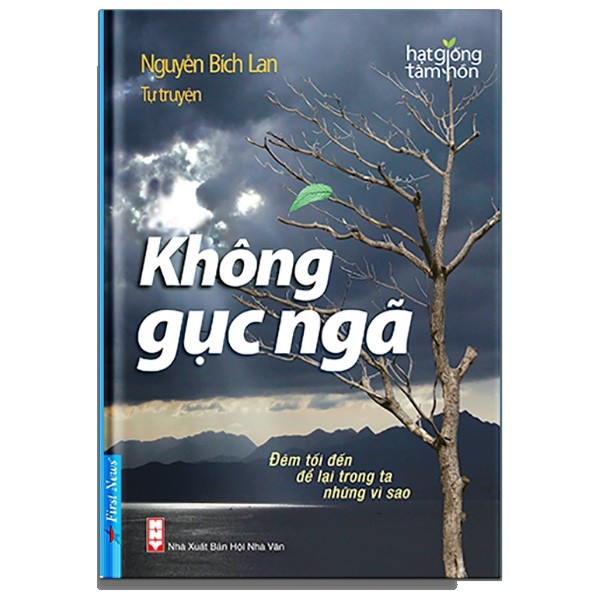 Nguyễn Bích Lan
Tự truyện
hạt giống
tâm hồn
Không
gục ngã
Đêm tối đến
để lại trong ta
những vì sao
First News
HNV
Nhà Xuất Bản Hội Nhà Văn